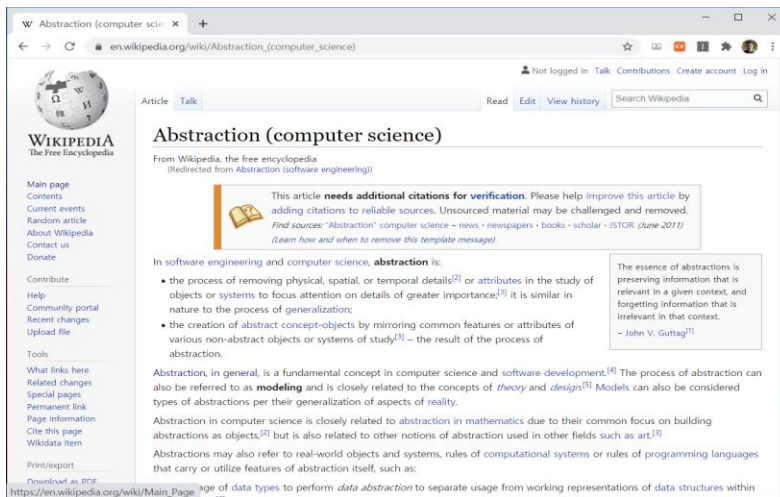 W Abstraction (computer scie
en.wikipedia.org/wiki/Abstraction_(computer_science)
Not logged in Talk Contributions Create account Log in
Article Talk
Read Edit View history Search Wikipedia
WIKIPEDIA
The Free Encyclopedia
Main page
Contents
Current events
Random article
About Wikipedia
Contact us
Donate
Contribute
Help
Community portal
Recent changes
Upload file
Tools
What links here
Related changes
Special pages
Permanent link
Page information
Cite this page
Wikidata item
Print/export
Download as PDF
Abstraction (computer science)
From Wikipedia, the free encyclopedia
(Redirected from Abstraction (software engineering))
This article needs additional citations for verification. Please help improve this article by
adding citations to reliable sources. Unsourced material may be challenged and removed.
Find sources: "Abstraction" computer science – news · newspapers · books · scholar · JSTOR (June 2011)
(Learn how and when to remove this template message)
In software engineering and computer science, abstraction is:
• the process of removing physical, spatial, or temporal details[2] or attributes in the study of
objects or systems to focus attention on details of greater importance;[3] it is similar in
nature to the process of generalization;
• the creation of abstract concept-objects by mirroring common features or attributes of
various non-abstract objects or systems of study[3] – the result of the process of
abstraction.
The essence of abstractions is
preserving information that is
relevant in a given context, and
forgetting information that is
irrelevant in that context.
– John V. Guttag[1]
Abstraction, in general, is a fundamental concept in computer science and software development.[4] The process of abstraction can
also be referred to as modeling and is closely related to the concepts of theory and design.[5] Models can also be considered
types of abstractions per their generalization of aspects of reality.
Abstraction in computer science is closely related to abstraction in mathematics due to their common focus on building
abstractions as objects,[2] but is also related to other notions of abstraction used in other fields such as art.[3]
Abstractions may also refer to real-world objects and systems, rules of computational systems or rules of programming languages
that carry or utilize features of abstraction itself, such as:
age of data types to perform data abstraction to separate usage from working representations of data structures within
https://en.wikipedia.org/wiki/Main_Page